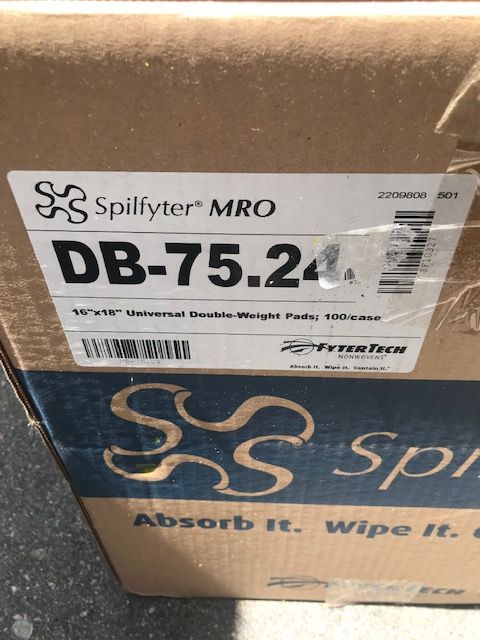 Spilfyter® MRO
2209808 501
DB-75.24
16"x18" Universal Double-Weight Pads; 100/case
FYTERTECH
NONWOVENS®
Absorb It. Wipe It. Contain It.®
Spi
Absorb It. Wipe It.
FYTERTECH